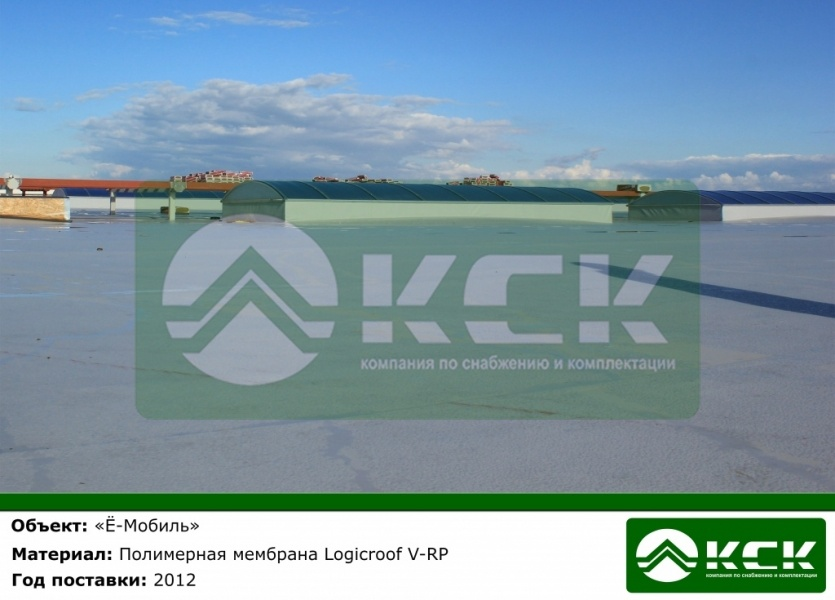 КСК
компания по снабжению и комплектации
Объект: «Ё-Мобиль»
Материал: Полимерная мембрана Logicroof V-RP
Год поставки: 2012
КСК
компания по снабжению и комплектации